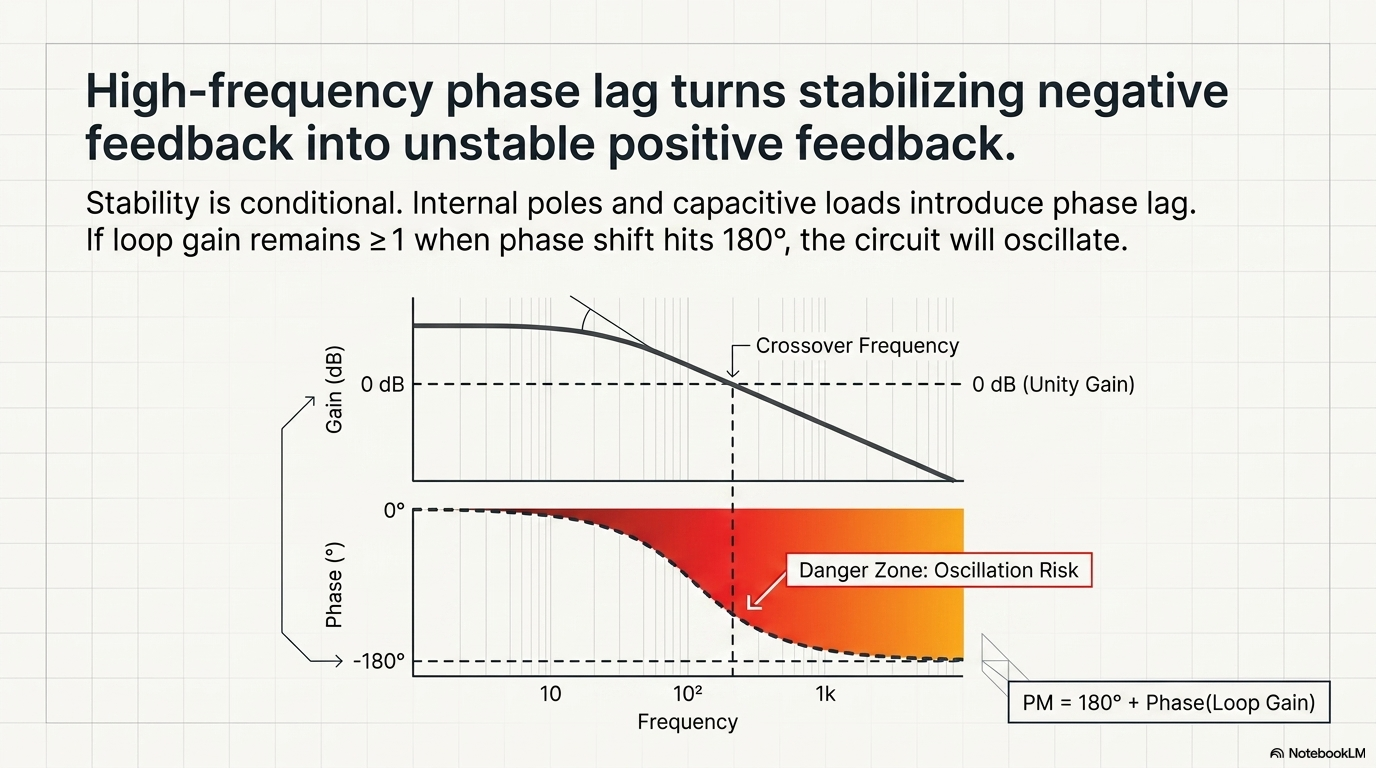 High-frequency phase lag turns stabilizing negative
feedback into unstable positive feedback.
Stability is conditional. Internal poles and capacitive loads introduce phase lag.
If loop gain remains ≥ 1 when phase shift hits 180°, the circuit will oscillate.
Crossover Frequency
Gain (dB)
0 dB
0 dB (Unity Gain)
0°
Danger Zone: Oscillation Risk
Phase (°)
-180°
10
10²
1k
PM = 180° + Phase(Loop Gain)
Frequency
NotebookLM